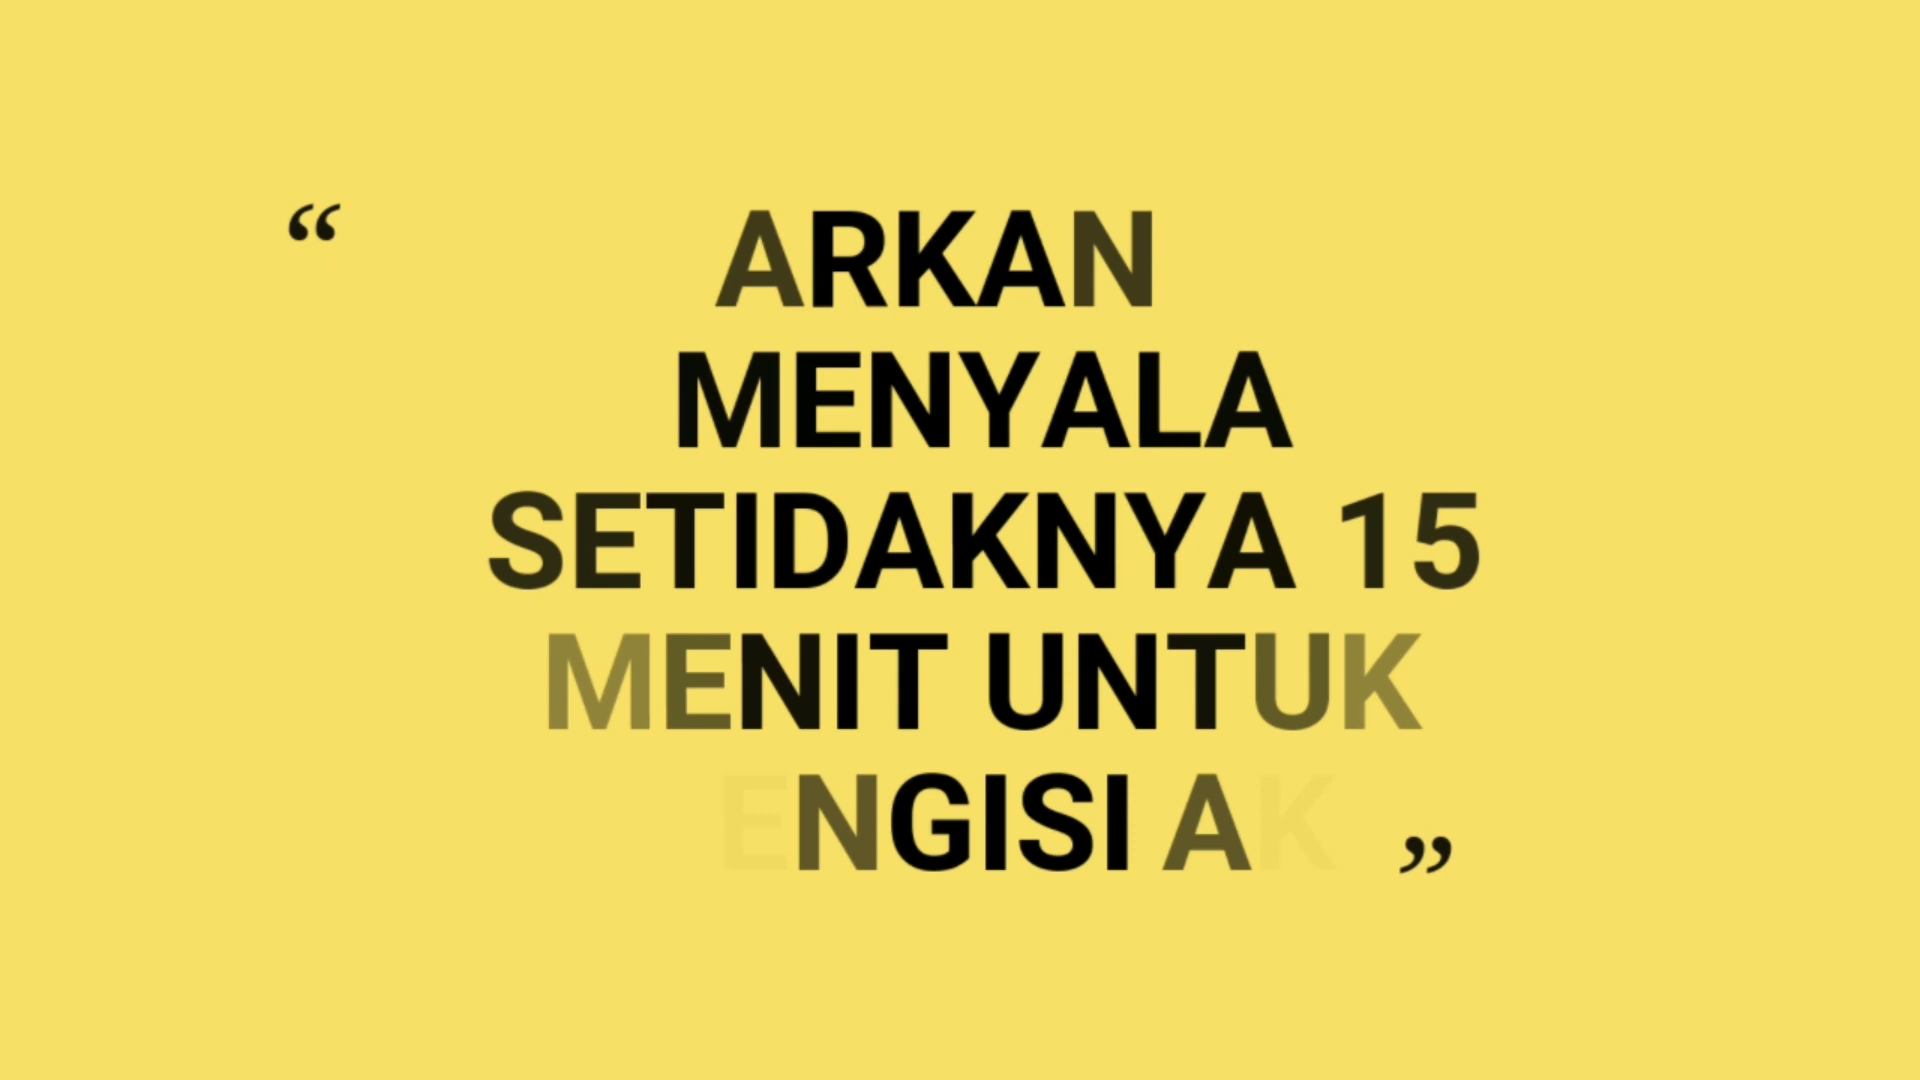 “ ARKAN
MENYALA
SETIDAKNYA 15
MENIT UNTUK
ENGISI AK ”